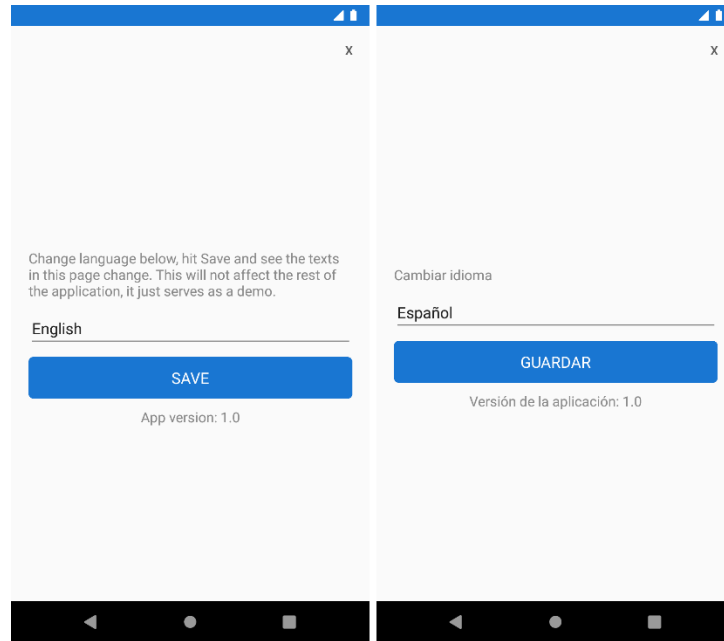 x
Change language below, hit Save and see the texts
in this page change. This will not affect the rest of
the application, it just serves as a demo.
English
SAVE
App version: 1.0
x
Cambiar idioma
Español
GUARDAR
Versión de la aplicación: 1.0